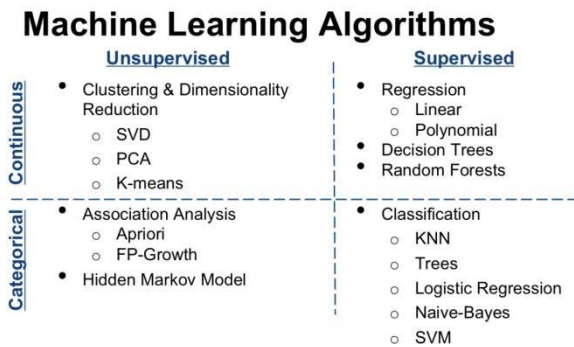 Machine Learning Algorithms
Unsupervised
Supervised
Continuous
• Clustering & Dimensionality
Reduction
o SVD
o PCA
o K-means
• Regression
o Linear
o Polynomial
• Decision Trees
• Random Forests
Categorical
• Association Analysis
o Apriori
o FP-Growth
• Hidden Markov Model
• Classification
o KNN
o Trees
o Logistic Regression
o Naive-Bayes
o SVM